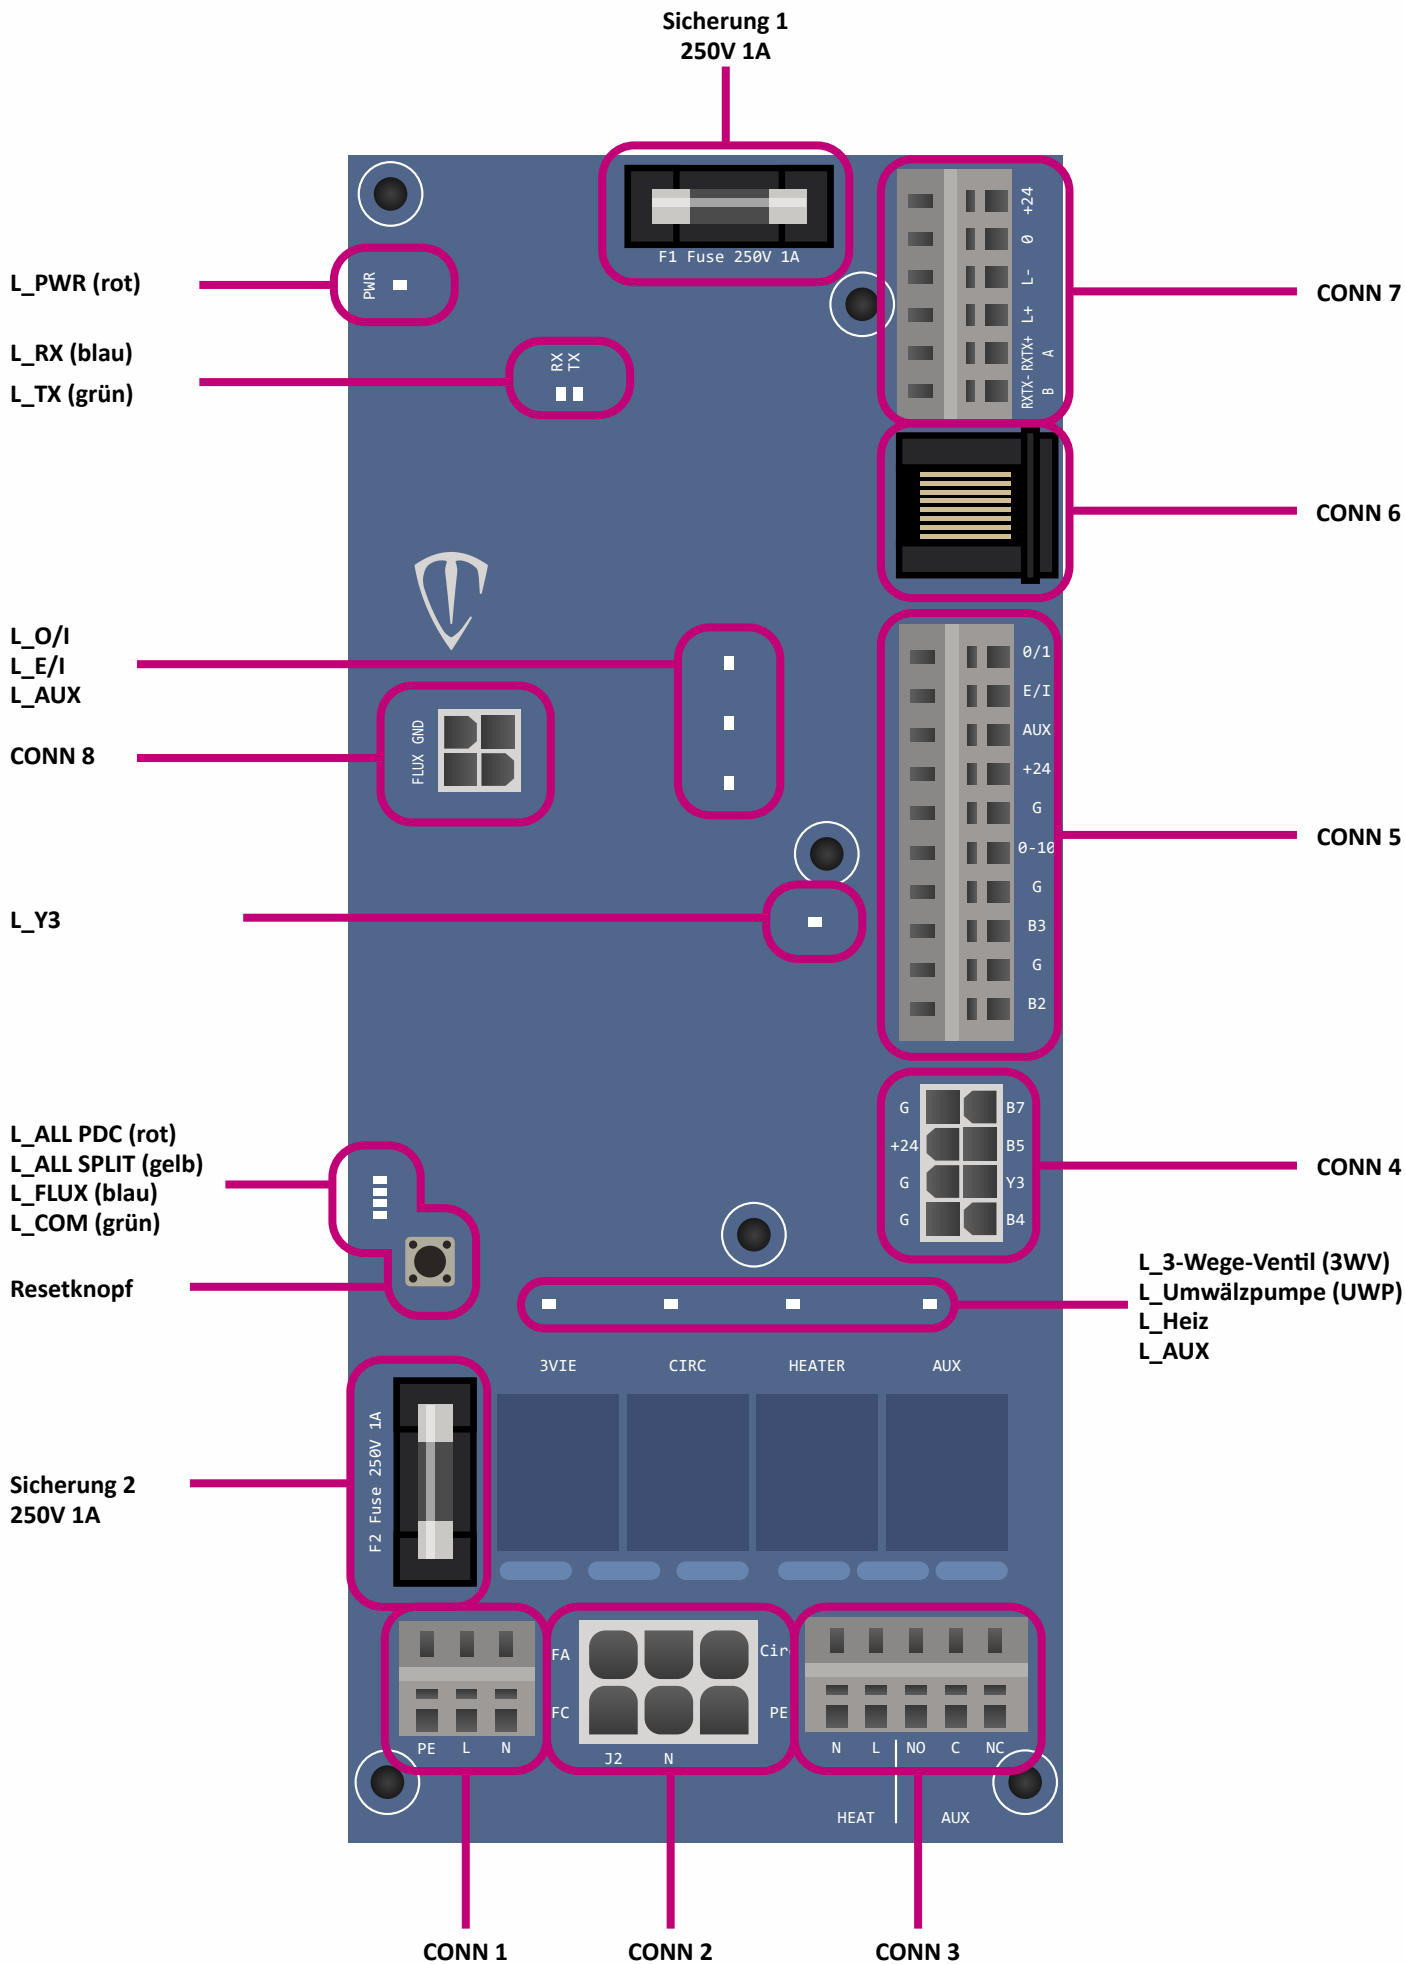 Sicherung 1
250V 1A
F1 Fuse 250V 1A
+24
0
L-
L+
RXTX+
A
RXTX-
B
CONN 7
L_PWR (rot)
PWR
L_RX (blau)
L_TX (grün)
RX
TX
CONN 6
L_O/I
L_E/I
L_AUX
CONN 8
FLUX GND
0/1
E/I
AUX
+24
G
0-10
G
B3
G
B2
CONN 5
L_Y3
L_ALL PDC (rot)
L_ALL SPLIT (gelb)
L_FLUX (blau)
L_COM (grün)
Resetknopf
G B7
+24 B5
G Y3
G B4
CONN 4
L_3-Wege-Ventil (3WV)
L_Umwälzpumpe (UWP)
L_Heiz
L_AUX
3VIE CIRC HEATER AUX
Sicherung 2
250V 1A
F2 Fuse 250V 1A
FA
FC
PE
PE L N
J2 N
N L NO C NC
HEAT AUX
CONN 1
CONN 2
CONN 3